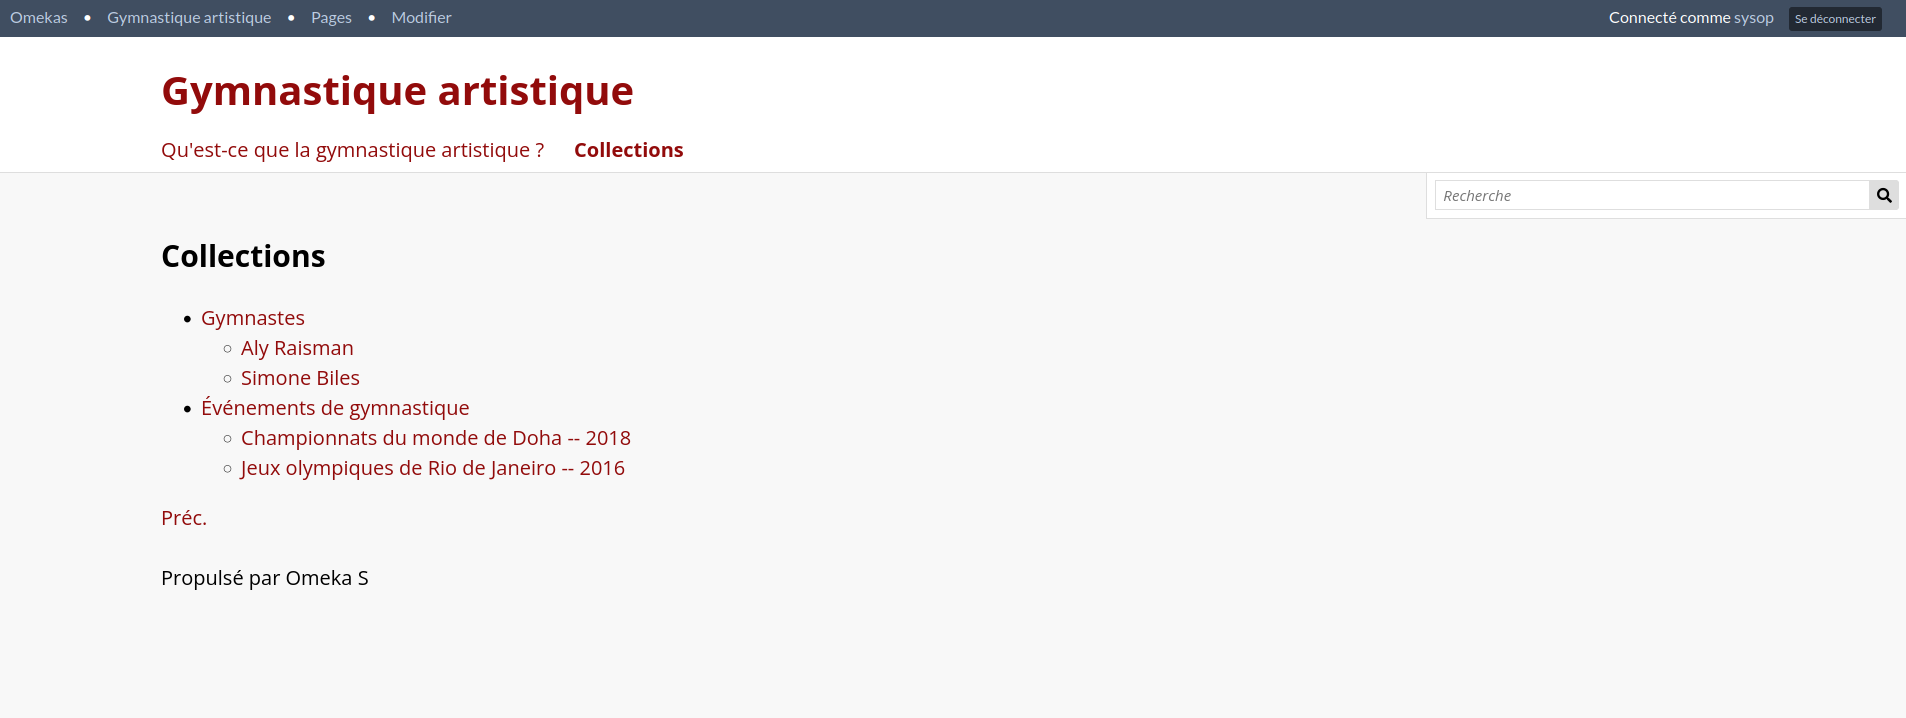 Omekas • Gymnastique artistique • Pages • Modifier Connecté comme sysop Se déconnecter
Gymnastique artistique
Qu'est-ce que la gymnastique artistique ? Collections
Recherche
Collections
• Gymnastes
○ Aly Raisman
○ Simone Biles
• Événements de gymnastique
○ Championnats du monde de Doha -- 2018
○ Jeux olympiques de Rio de Janeiro -- 2016
Préc.
Propulsé par Omeka S